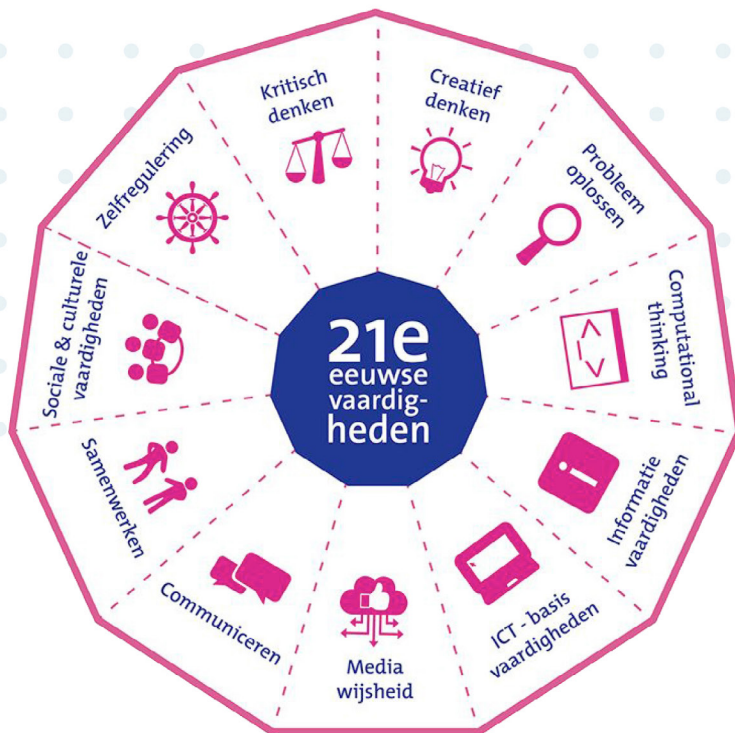 21e
eeuwse
vaardig-
heden
Kritisch
denken
Creatief
denken
Probleem
oplossen
Computational
thinking
Informatie
vaardigheden
ICT - basis
vaardigheden
Media
wijsheid
Communiceren
Samenwerken
Sociale & culturele
vaardigheden
Zelfregulering